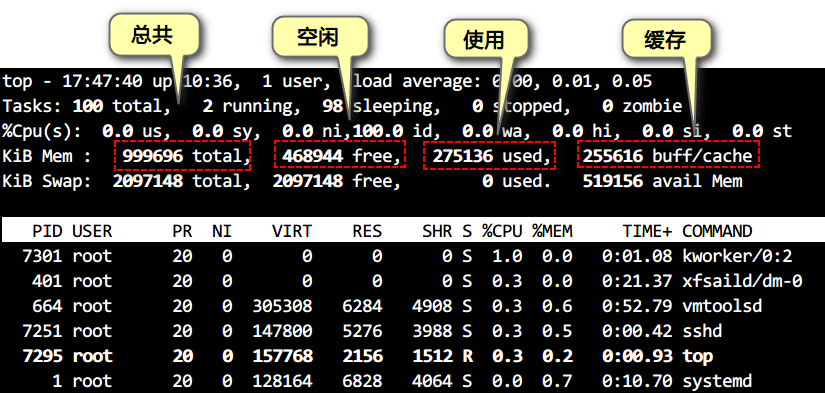 总共 空闲 使用 缓存
top - 17:47:40 up 10:36, 1 user, load average: 0.00, 0.01, 0.05
Tasks: 100 total, 2 running, 98 sleeping, 0 stopped, 0 zombie
%Cpu(s): 0.0 us, 0.0 sy, 0.0 ni,100.0 id, 0.0 wa, 0.0 hi, 0.0 si, 0.0 st
KiB Mem : 999696 total, 468944 free, 275136 used, 255616 buff/cache
KiB Swap: 2097148 total, 2097148 free, 0 used. 519156 avail Mem
PID USER PR NI VIRT RES SHR S %CPU %MEM TIME+ COMMAND
7301 root 20 0 0 0 0 S 1.0 0.0 0:01.08 kworker/0:2
401 root 20 0 0 0 0 S 0.3 0.0 0:21.37 xfsaild/dm-0
664 root 20 0 305308 6284 4908 S 0.3 0.6 0:52.79 vmtoolsd
7251 root 20 0 147800 5276 3988 S 0.3 0.5 0:00.42 sshd
7295 root 20 0 157768 2156 1512 R 0.3 0.2 0:00.93 top
1 root 20 0 128164 6828 4064 S 0.0 0.7 0:10.70 systemd